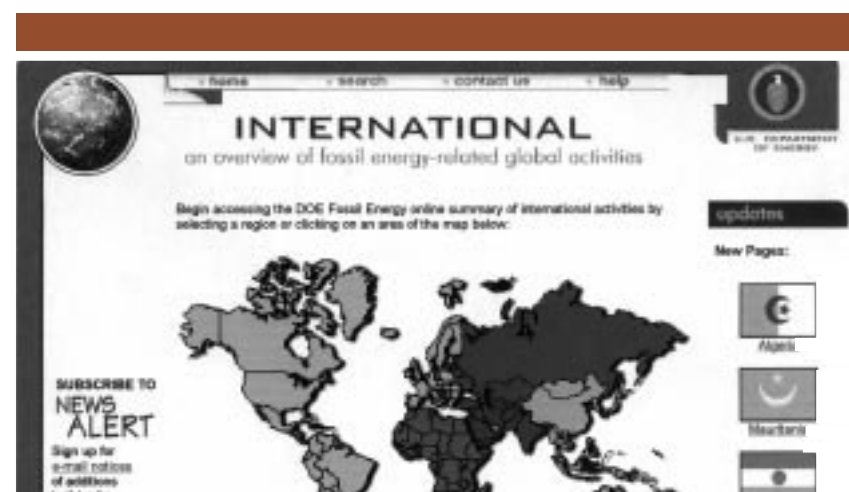 home search contact us help
INTERNATIONAL
an overview of fossil energy-related global activities
U.S. DEPARTMENT
OF ENERGY
Begin accessing the DOE Fossil Energy online summary of international activities by
selecting a region or clicking on an area of the map below:
updates
New Pages:
Algeria
Mauritania
SUBSCRIBE TO
NEWS
ALERT
Sign up for
e-mail notices
of additions